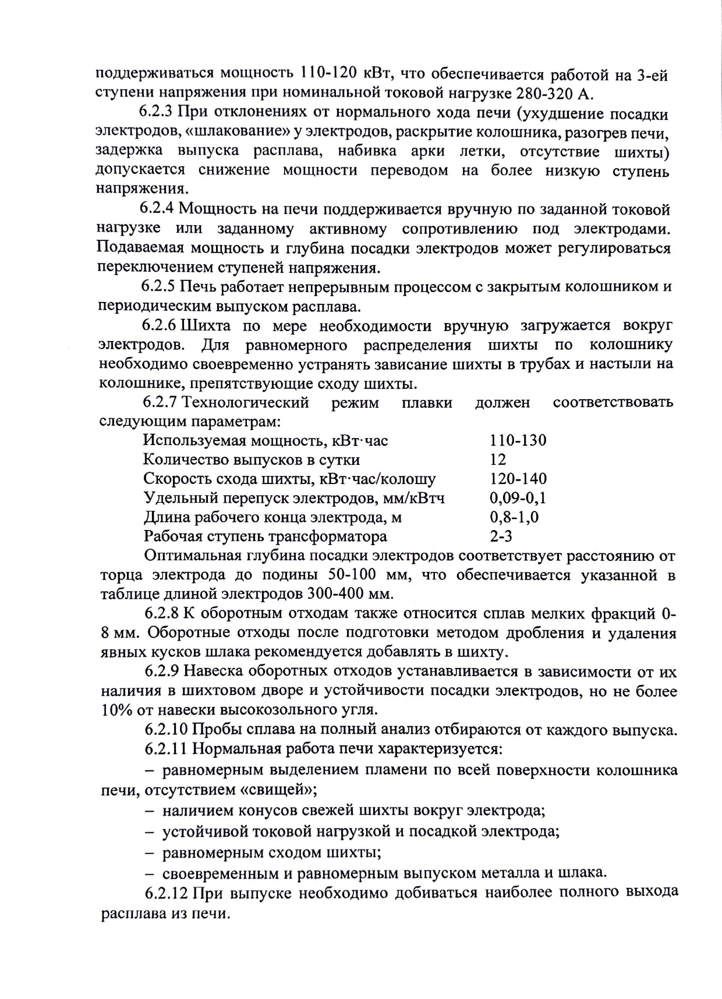 поддерживаться мощность 110-120 кВт, что обеспечивается работой на 3-ей
ступени напряжения при номинальной токовой нагрузке 280-320 А.
6.2.3 При отклонениях от нормального хода печи (ухудшение посадки
электродов, «шлакование» у электродов, раскрытие колошника, разогрев печи,
задержка выпуска расплава, набивка арки летки, отсутствие шихты)
допускается снижение мощности переводом на более низкую ступень
напряжения.
6.2.4 Мощность на печи поддерживается вручную по заданной токовой
нагрузке или заданному активному сопротивлению под электродами.
Подаваемая мощность и глубина посадки электродов может регулироваться
переключением ступеней напряжения.
6.2.5 Печь работает непрерывным процессом с закрытым колошником и
периодическим выпуском расплава.
6.2.6 Шихта по мере необходимости вручную загружается вокруг
электродов. Для равномерного распределения шихты по колошнику
необходимо своевременно устранять зависание шихты в трубах и настыли на
колошнике, препятствующие сходу шихты.
6.2.7 Технологический режим плавки должен соответствовать
следующим параметрам:
Используемая мощность, кВт·час 110-130
Количество выпусков в сутки 12
Скорость схода шихты, кВт·час/колошу 120-140
Удельный перепуск электродов, мм/кВтч 0,09-0,1
Длина рабочего конца электрода, м 0,8-1,0
Рабочая ступень трансформатора 2-3
Оптимальная глубина посадки электродов соответствует расстоянию от
торца электрода до подины 50-100 мм, что обеспечивается указанной в
таблице длиной электродов 300-400 мм.
6.2.8 К оборотным отходам также относится сплав мелких фракций 0-
8 мм. Оборотные отходы после подготовки методом дробления и удаления
явных кусков шлака рекомендуется добавлять в шихту.
6.2.9 Навеска оборотных отходов устанавливается в зависимости от их
наличия в шихтовом дворе и устойчивости посадки электродов, но не более
10% от навески высокозольного угля.
6.2.10 Пробы сплава на полный анализ отбираются от каждого выпуска.
6.2.11 Нормальная работа печи характеризуется:
– равномерным выделением пламени по всей поверхности колошника
печи, отсутствием «свищей»;
– наличием конусов свежей шихты вокруг электрода;
– устойчивой токовой нагрузкой и посадкой электрода;
– равномерным сходом шихты;
– своевременным и равномерным выпуском металла и шлака.
6.2.12 При выпуске необходимо добиваться наиболее полного выхода
расплава из печи.